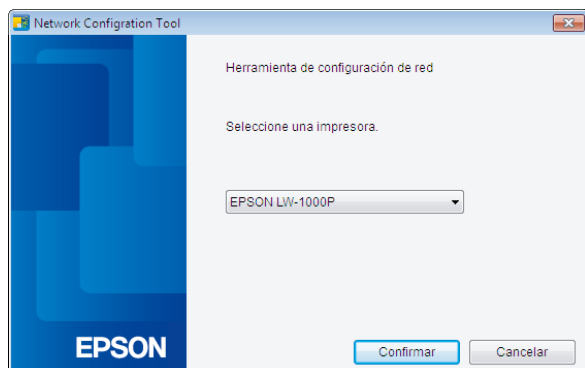 Network Configration Tool
Herramienta de configuración de red
Seleccione una impresora.
EPSON LW-1000P
EPSON
Confirmar
Cancelar